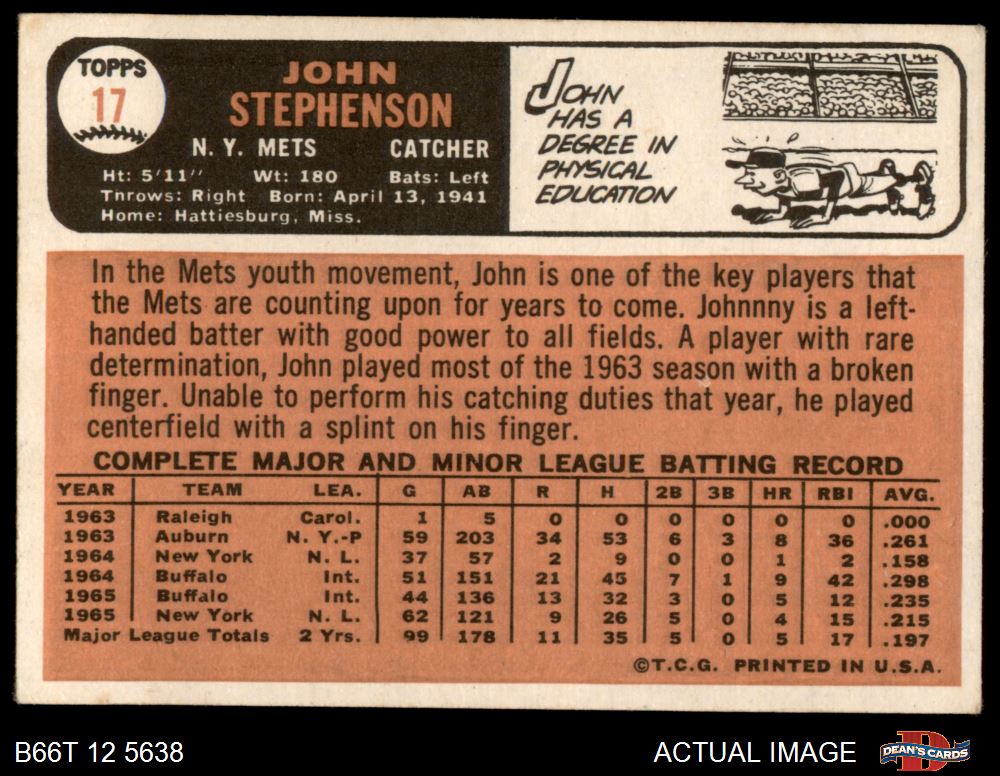 TOPPS
17
JOHN
STEPHENSON
N. Y. METS CATCHER
Ht: 5'11" Wt: 180 Bats: Left
Throws: Right Born: April 13, 1941
Home: Hattiesburg, Miss.
JOHN
HAS A
DEGREE IN
PHYSICAL
EDUCATION
In the Mets youth movement, John is one of the key players that
the Mets are counting upon for years to come. Johnnny is a left-
handed batter with good power to all fields. A player with rare
determination, John played most of the 1963 season with a broken
finger. Unable to perform his catching duties that year, he played
centerfield with a splint on his finger.
COMPLETE MAJOR AND MINOR LEAGUE BATTING RECORD
YEAR TEAM LEA. G AB R H 2B 3B HR RBI AVG.
1963 Raleigh Carol. 1 5 0 0 0 0 0 0 .000
1963 Auburn N. Y.-P 59 203 34 53 6 3 8 36 .261
1964 New York N. L. 37 57 2 9 0 0 1 2 .158
1964 Buffalo Int. 51 151 21 45 7 1 9 42 .298
1965 Buffalo Int. 44 136 13 32 3 0 5 12 .235
1965 New York N. L. 62 121 9 26 5 0 4 15 .215
Major League Totals 2 Yrs. 99 178 11 35 5 0 5 17 .197
©T.C.G. PRINTED IN U.S.A.
B66T 12 5638 ACTUAL IMAGE DEAN'S CARDS